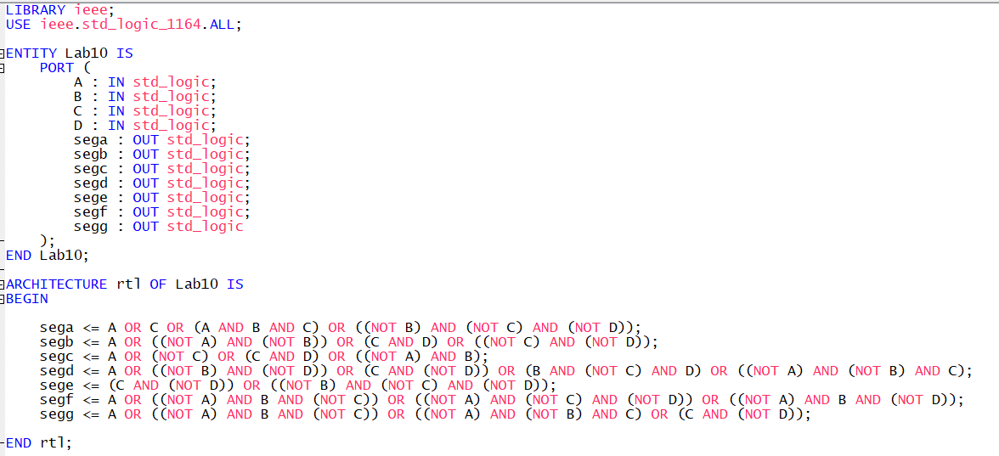 LIBRARY ieee;
USE ieee.std_logic_1164.ALL;
ENTITY Lab10 IS
PORT (
A : IN std_logic;
B : IN std_logic;
C : IN std_logic;
D : IN std_logic;
sega : OUT std_logic;
segb : OUT std_logic;
segc : OUT std_logic;
segd : OUT std_logic;
sege : OUT std_logic;
segf : OUT std_logic;
segg : OUT std_logic
);
END Lab10;
ARCHITECTURE rtl OF Lab10 IS
BEGIN
sega <= A OR C OR (A AND B AND C) OR ((NOT B) AND (NOT C) AND (NOT D));
segb <= A OR ((NOT A) AND (NOT B)) OR (C AND D) OR ((NOT C) AND (NOT D));
segc <= A OR (NOT C) OR (C AND D) OR ((NOT A) AND B);
segd <= A OR ((NOT B) AND (NOT D)) OR (C AND (NOT D)) OR (B AND (NOT C) AND D) OR ((NOT A) AND (NOT B) AND C);
sege <= (C AND (NOT D)) OR ((NOT B) AND (NOT C) AND (NOT D));
segf <= A OR ((NOT A) AND B AND (NOT C)) OR ((NOT A) AND (NOT C) AND (NOT D)) OR ((NOT A) AND B AND (NOT D));
segg <= A OR ((NOT A) AND B AND (NOT C)) OR ((NOT A) AND (NOT B) AND C) OR (C AND (NOT D));
END rtl;